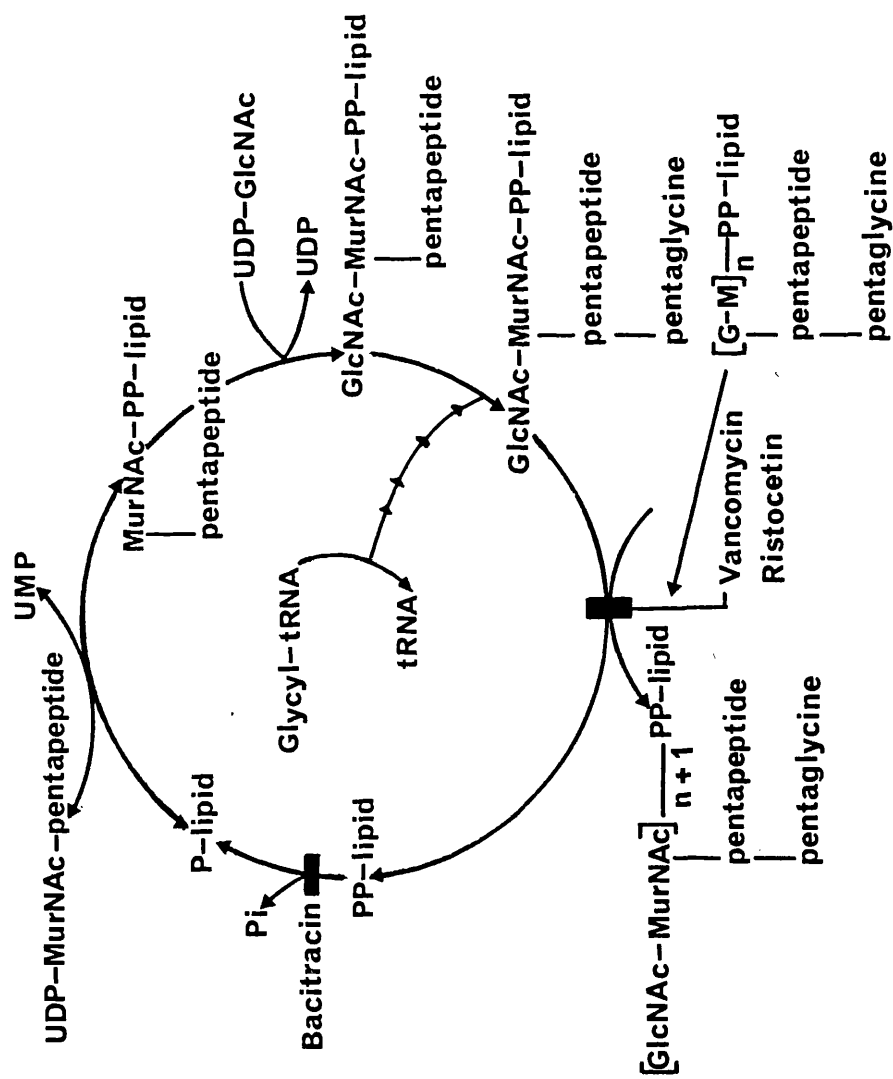 UMP
UDP–MurNAc–pentapeptide
MurNAc–PP–lipid
pentapeptide
UDP–GlcNAc
UDP
P–lipid
Pi
Bacitracin
PP–lipid
Glycyl–tRNA
tRNA
GlcNAc–MurNAc–PP–lipid
pentapeptide
GlcNAc–MurNAc–PP–lipid
pentapeptide
pentaglycine
[G–M]n–PP–lipid
pentapeptide
pentaglycine
Vancomycin
Ristocetin
[GlcNAc–MurNAc]n+1–PP–lipid
pentapeptide
pentaglycine